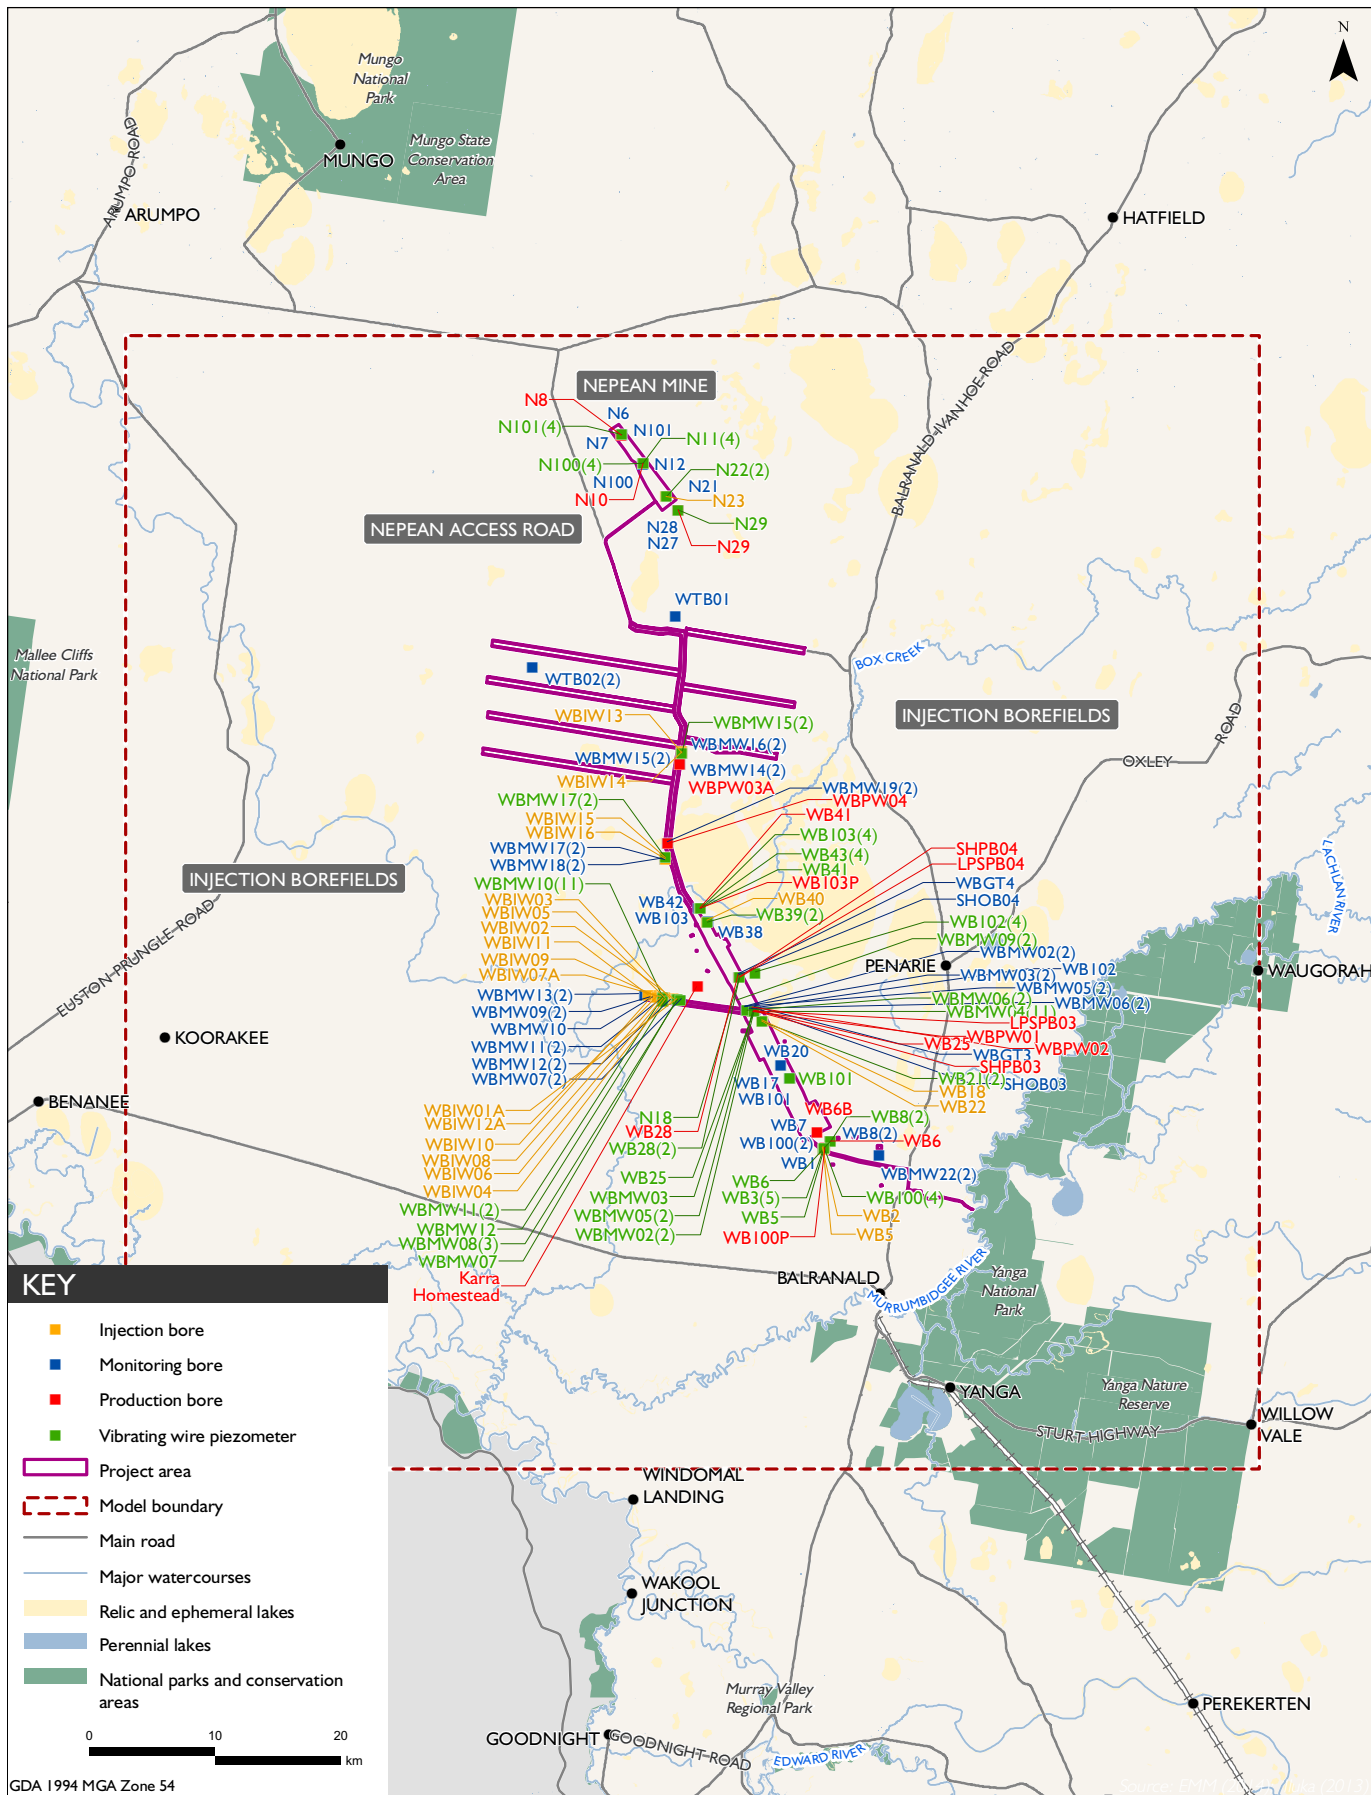 N
Mungo
National
Park
MUNGO
Mungo State
Conservation
Area
ARUMPO ROAD
ARUMPO
HATFIELD
BALRANALD-IVANHOE-ROAD
NEPEAN MINE
N8
N6
N101(4)
N101
N7
N11(4)
N100(4)
N12
N22(2)
N100
N21
N10
N23
NEPEAN ACCESS ROAD
N28
N29
N27
N29
WTB01
Mallee Cliffs
National Park
BOX CREEK
WTB02(2)
INJECTION BOREFIELDS
WBIW13
WBMW15(2)
ROAD
WBMW16(2)
WBMW15(2)
WBMW14(2)
OXLEY
WBIW14
WBPW03A
WBMW19(2)
WBMW17(2)
WBPW04
WB41
WBIW15
WBIW16
WB103(4)
WBMW17(2)
SHPB04
WB43(4)
WBMW18(2)
LPSPB04
WB41
INJECTION BOREFIELDS
WBMW10(11)
WB103P
WBGT4
LACHLAN RIVER
WBIW03
WB42
WB40
SHOB04
WBIW05
WB103
WB39(2)
WB102(4)
WBIW02
WB38
WBMW09(2)
WBIW11
WBMW02(2)
EUSTON-PRUNGLE-ROAD
WBIW09
PENARIE
WB102
WAUGORAH
WBIW07A
WBMW03(2)
WBMW05(2)
WBMW13(2)
WBMW06(2)
WBMW06(2)
WBMW09(2)
WBMW04(11)
WBMW10
LPSPB03
KOORAKEE
WBPW01
WBMW11(2)
WB25
WBPW02
WB20
WBGT3
WBMW12(2)
SHPB03
WBMW07(2)
WB101
WB21(2)
WB17
SHOB03
WB18
BENANEE
WB101
WB22
WBIW01A
WB6B
WBIW12A
N18
WB8(2)
WB7
WB28
WB8(2)
WBIW10
WB100(2)
WB6
WB28(2)
WBIW08
WB1
WBIW06
WB25
WB6
WBMW22(2)
WBIW04
WBMW03
WB3(5)
WB100(4)
WBMW11(2)
WBMW05(2)
WB5
WB2
WBMW12
WBMW02(2)
WB100P
WB5
WBMW08(3)
WBMW07
Karra
Homestead
BALRANALD
MURRUMBIDGEE RIVER
Yanga
National
Park
YANGA
Yanga Nature
Reserve
STURT HIGHWAY
WILLOW
VALE
WINDOMAL
LANDING
WAKOOL
JUNCTION
Murray Valley
Regional Park
PEREKERTEN
GOODNIGHT
GOODNIGHT ROAD
EDWARD RIVER
KEY
Injection bore
Monitoring bore
Production bore
Vibrating wire piezometer
Project area
Model boundary
Main road
Major watercourses
Relic and ephemeral lakes
Perennial lakes
National parks and conservation
areas
0 10 20
km
GDA 1994 MGA Zone 54